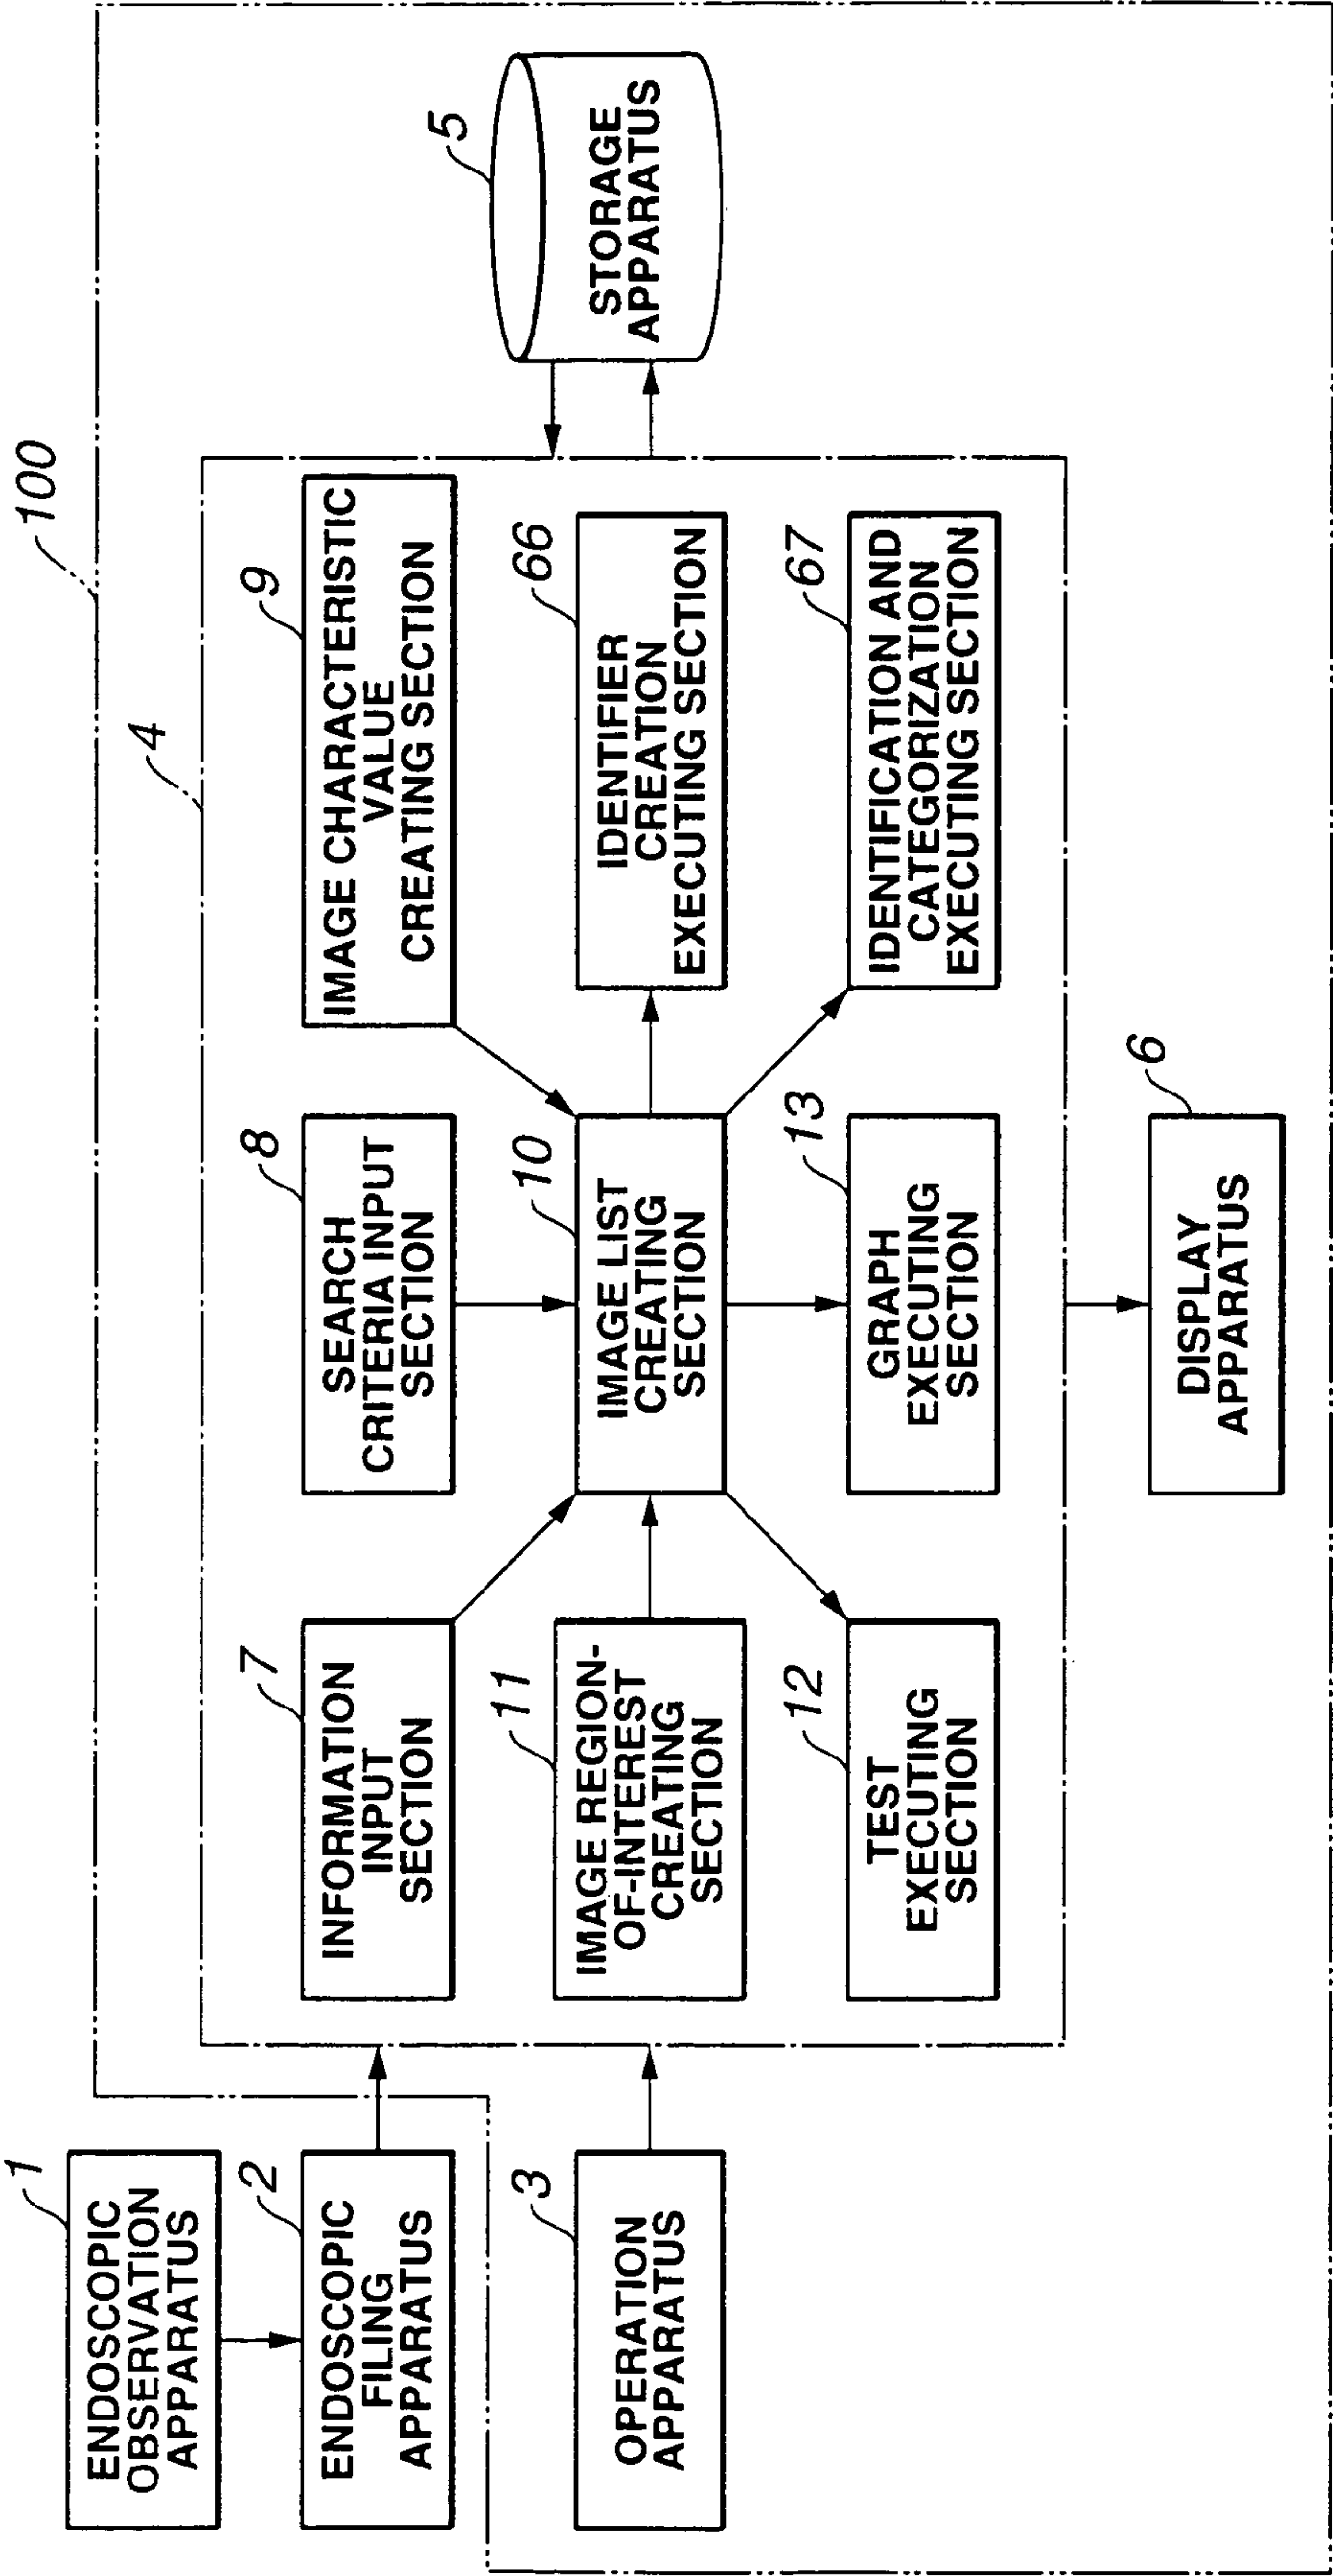 100
1
ENDOSCOPIC
OBSERVATION
APPARATUS
2
ENDOSCOPIC
FILING
APPARATUS
3
OPERATION
APPARATUS
4
7
INFORMATION
INPUT
SECTION
8
SEARCH
CRITERIA INPUT
SECTION
9
IMAGE CHARACTERISTIC
VALUE
CREATING SECTION
11
IMAGE REGION-
OF-INTEREST
CREATING
SECTION
10
IMAGE LIST
CREATING
SECTION
66
IDENTIFIER
CREATION
EXECUTING SECTION
12
TEST
EXECUTING
SECTION
13
GRAPH
EXECUTING
SECTION
67
IDENTIFICATION AND
CATEGORIZATION
EXECUTING SECTION
5
STORAGE
APPARATUS
6
DISPLAY
APPARATUS